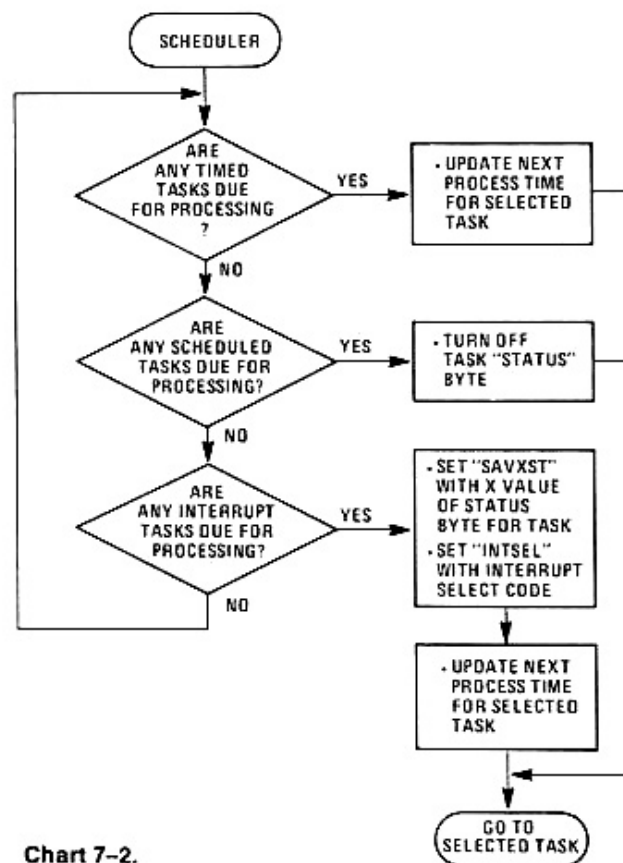 SCHEDULER
ARE
ANY TIMED
TASKS DUE
FOR PROCESSING
?
YES
· UPDATE NEXT
PROCESS TIME
FOR SELECTED
TASK
NO
ARE
ANY SCHEDULED
TASKS DUE FOR
PROCESSING?
YES
· TURN OFF
TASK "STATUS"
BYTE
NO
ARE
ANY INTERRUPT
TASKS DUE FOR
PROCESSING?
YES
· SET "SAVXST"
WITH X VALUE
OF STATUS
BYTE FOR TASK
· SET "INTSEL"
WITH INTERRUPT
SELECT CODE
NO
· UPDATE NEXT
PROCESS TIME
FOR SELECTED
TASK
GO TO
SELECTED TASK
Chart 7–2.